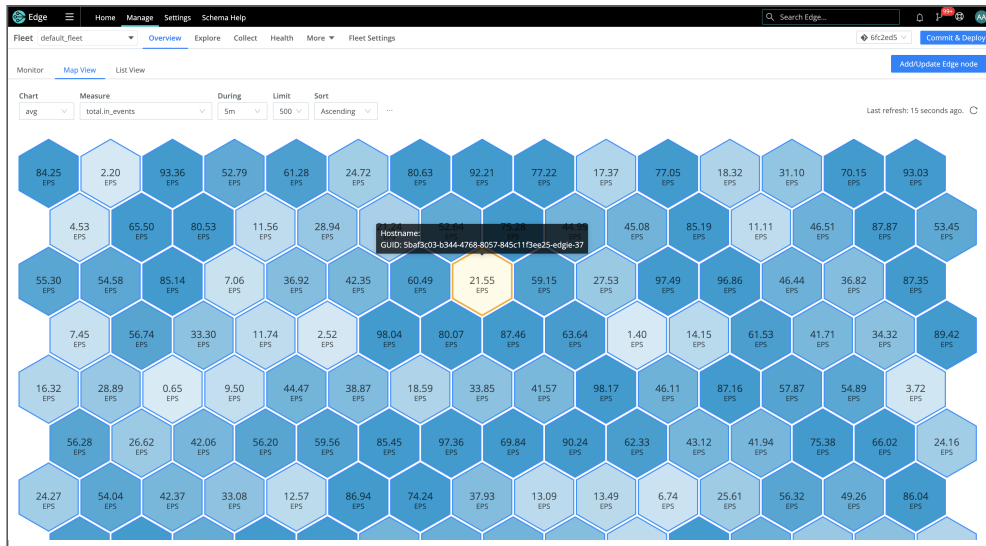 Edge Home Manage Settings Schema Help Search Edge... 99+ AA
Fleet default_fleet Overview Explore Collect Health More Fleet Settings 6fc2ed5 Commit & Deploy
Monitor Map View List View Add/Update Edge node
Chart Measure During Limit Sort
avg total.in_events 5m 500 Ascending ... Last refresh: 15 seconds ago.
84.25 2.20 93.36 52.79 61.28 24.72 80.63 92.21 77.22 17.37 77.05 18.32 31.10 70.15 93.03
EPS EPS EPS EPS EPS EPS EPS EPS EPS EPS EPS EPS EPS EPS EPS
4.53 65.50 80.53 11.56 28.94 21.24 52.64 75.28 44.95 45.08 85.19 11.11 46.51 87.87 53.45
EPS EPS EPS EPS EPS EPS EPS EPS EPS EPS EPS
Hostname:
GUID: 5baf3c03-b344-4768-8057-845c11f3ee25-edgie-37
55.30 54.58 85.14 7.06 36.92 42.35 60.49 21.55 59.15 27.53 97.49 96.86 46.44 36.82 87.35
EPS EPS EPS EPS EPS EPS EPS EPS EPS EPS EPS EPS EPS EPS EPS
7.45 56.74 33.30 11.74 2.52 98.04 80.07 87.46 63.64 1.40 14.15 61.53 41.71 34.32 89.42
EPS EPS EPS EPS EPS EPS EPS EPS EPS EPS EPS EPS EPS EPS EPS
16.32 28.89 0.65 9.50 44.47 38.87 18.59 33.85 41.57 98.17 46.11 87.16 57.87 54.89 3.72
EPS EPS EPS EPS EPS EPS EPS EPS EPS EPS EPS EPS EPS EPS EPS
56.28 26.62 42.06 56.20 59.56 85.45 97.36 69.84 90.24 62.33 43.12 41.94 75.38 66.02 24.16
EPS EPS EPS EPS EPS EPS EPS EPS EPS EPS EPS EPS EPS EPS EPS
24.27 54.04 42.37 33.08 12.57 86.94 74.24 37.93 13.09 13.49 6.74 25.61 56.32 49.26 86.04
EPS EPS EPS EPS EPS EPS EPS EPS EPS EPS EPS EPS EPS EPS EPS